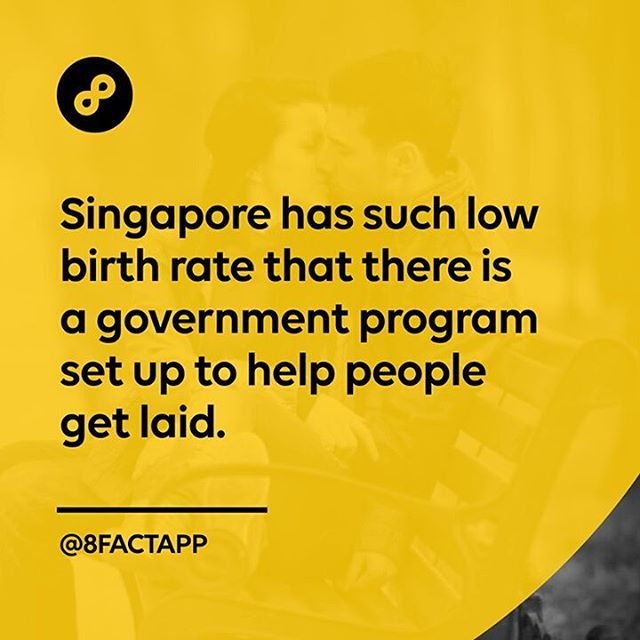 Singapore has such low
birth rate that there is
a government program
set up to help people
get laid.
@8FACTAPP